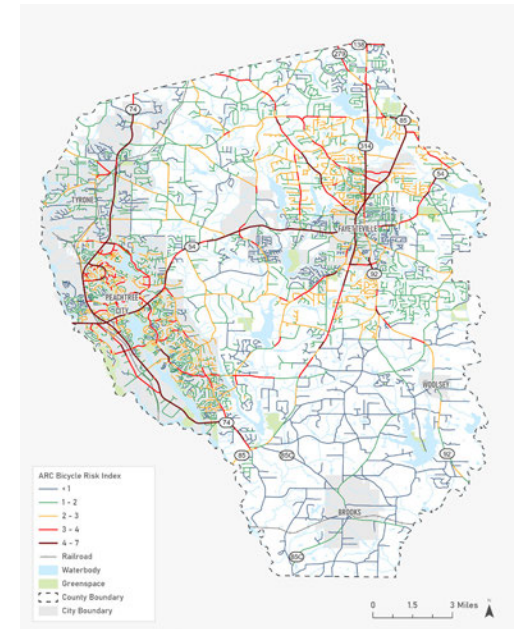 138
279
74
85
314
54
TYRONE
54
FAYETTEVILLE
92
PEACHTREE
CITY
WOOLSEY
74
85
85C
92
BROOKS
85C
ARC Bicycle Risk Index
< 1
1 - 2
2 - 3
3 - 4
4 - 7
Railroad
Waterbody
Greenspace
County Boundary
City Boundary
0 1.5 3 Miles
N